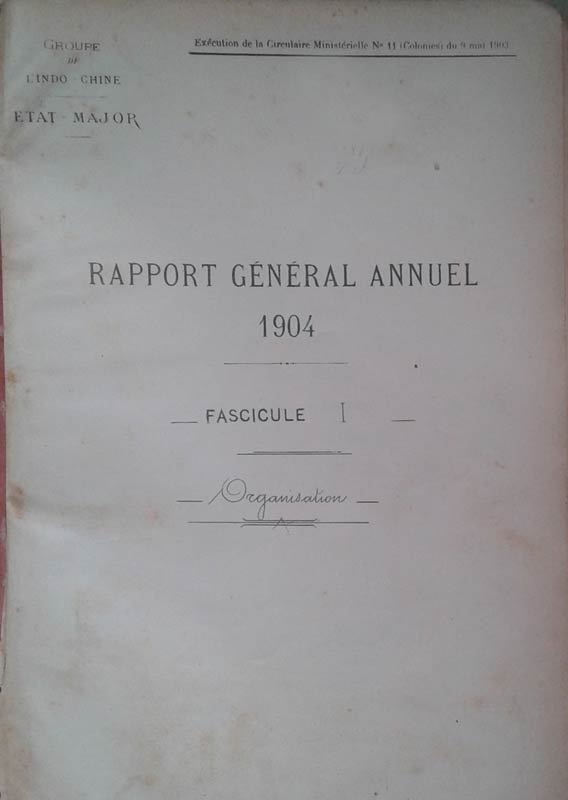 GROUPE
DE
L'INDO-CHINE
ETAT-MAJOR
Exécution de la Circulaire Ministérielle Nº 11 (Colonies) du 9 mai 1903
RAPPORT GÉNÉRAL ANNUEL
1904
— FASCICULE I —
— Organisation —